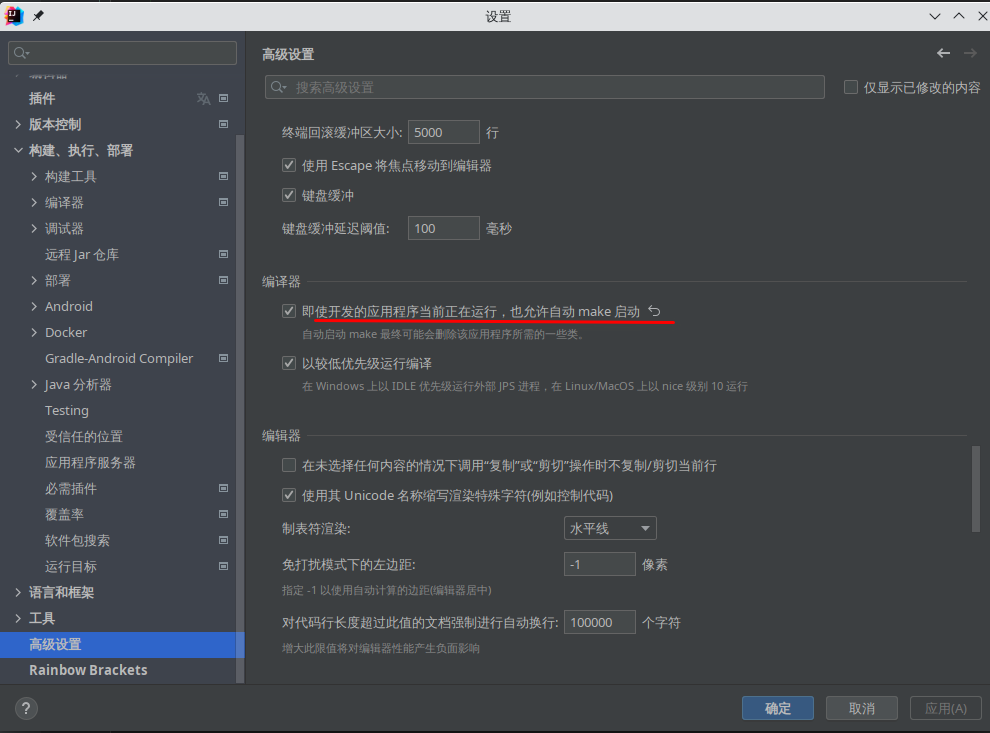 设置
插件
版本控制
构建、执行、部署
构建工具
编译器
调试器
远程 Jar 仓库
部署
Android
Docker
Gradle-Android Compiler
Java 分析器
Testing
受信任的位置
应用程序服务器
必需插件
覆盖率
软件包搜索
运行目标
语言和框架
工具
高级设置
Rainbow Brackets
高级设置
搜索高级设置
仅显示已修改的内容
终端回滚缓冲区大小: 5000 行
使用 Escape 将焦点移动到编辑器
键盘缓冲
键盘缓冲延迟阈值: 100 毫秒
编译器
即使开发的应用程序当前正在运行，也允许自动 make 启动
自动启动 make 最终可能会删除该应用程序所需的一些类。
以较低优先级运行编译
在 Windows 上以 IDLE 优先级运行外部 JPS 进程，在 Linux/MacOS 上以 nice 级别 10 运行
编辑器
在未选择任何内容的情况下调用“复制”或“剪切”操作时不复制/剪切当前行
使用其 Unicode 名称缩写渲染特殊字符(例如控制代码)
制表符渲染: 水平线
免打扰模式下的左边距: -1 像素
指定 -1 以使用自动计算的边距(编辑器居中)
对代码行长度超过此值的文档强制进行自动换行: 100000 个字符
增大此限值将对编辑器性能产生负面影响
?
确定
取消
应用(A)